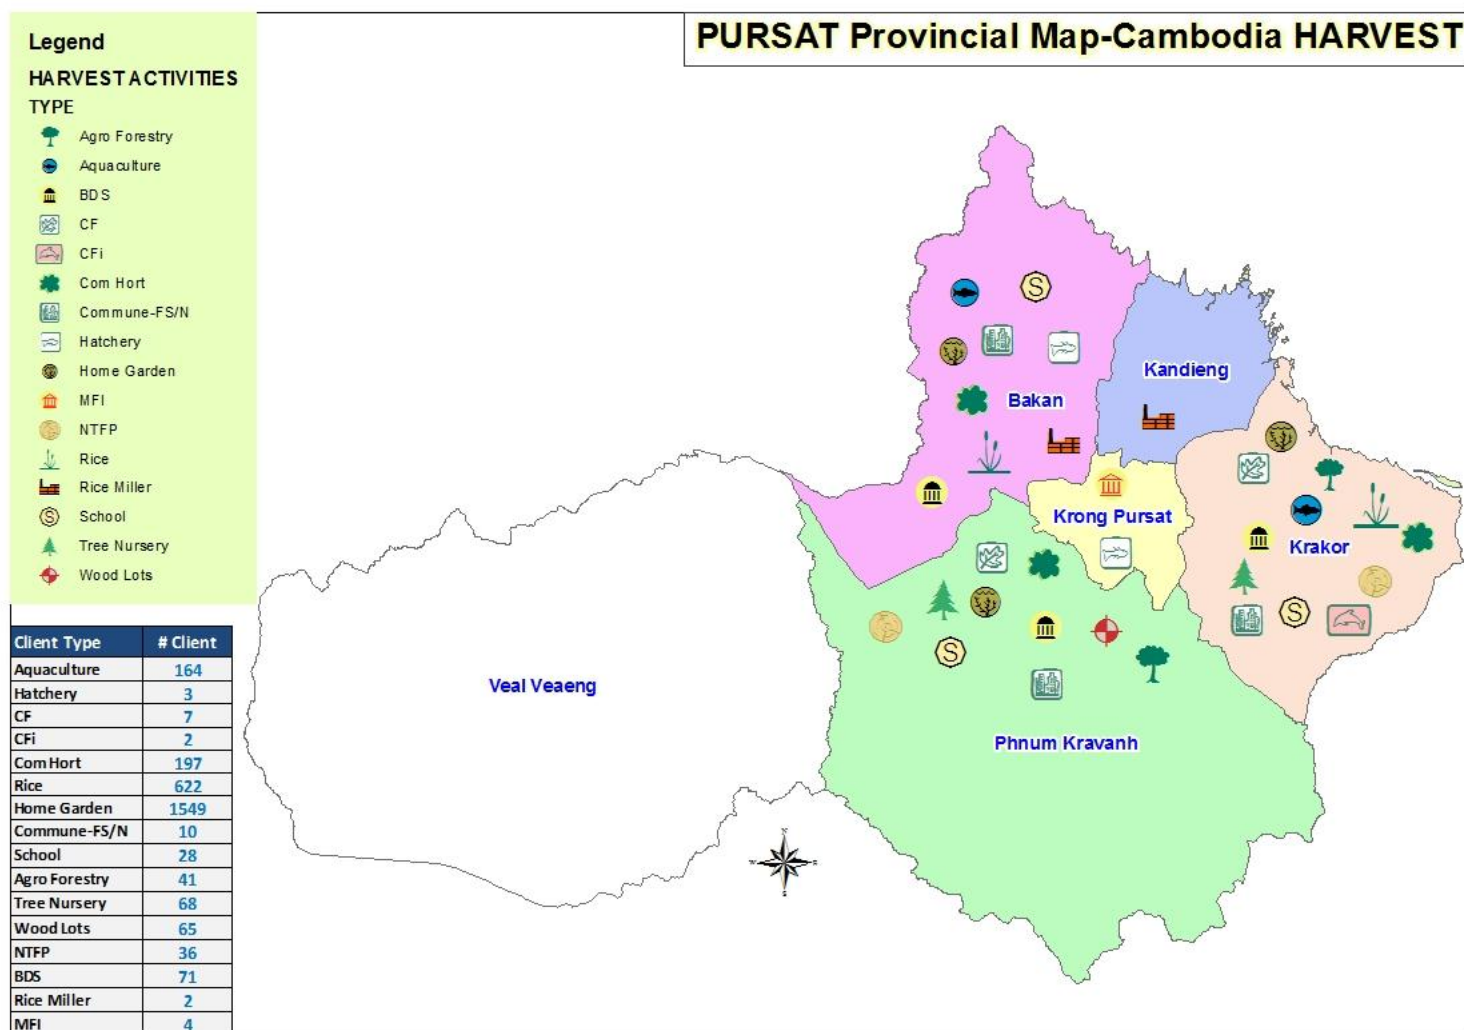 PURSAT Provincial Map-Cambodia HARVEST
Legend
HARVEST ACTIVITIES
TYPE
Agro Forestry
Aquaculture
BDS
CF
CFi
Com Hort
Commune-FS/N
Hatchery
Home Garden
MFI
NTFP
Rice
Rice Miller
S School
Tree Nursery
Wood Lots
Client Type # Client
Aquaculture 164
Hatchery 3
CF 7
CFi 2
Com Hort 197
Rice 622
Home Garden 1549
Commune-FS/N 10
School 28
Agro Forestry 41
Tree Nursery 68
Wood Lots 65
NTFP 36
BDS 71
Rice Miller 2
MFI 4
S
Bakan
Kandieng
Krong Pursat
Krakor
S
S
Veal Veaeng
Phnum Kravanh
N
W E
S